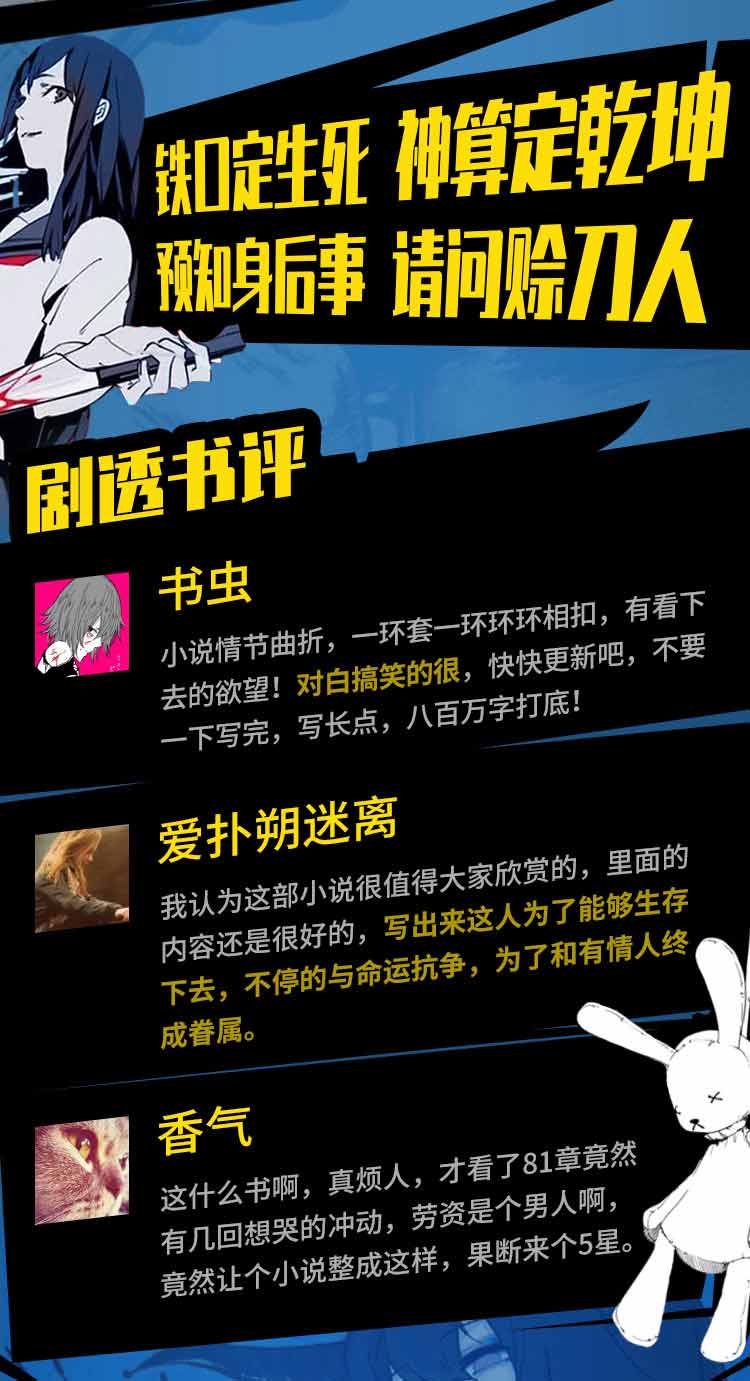 铁口定生死 神算定乾坤
预知身后事 请问赊刀人
剧透书评
书虫
小说情节曲折，一环套一环环环相扣，有看下
去的欲望！对白搞笑的很，快快更新吧，不要
一下写完，写长点，八百万字打底！
爱扑朔迷离
我认为这部小说很值得大家欣赏的，里面的
内容还是很好的，写出来这人为了能够生存
下去，不停的与命运抗争，为了和有情人终
成眷属。
香气
这什么书啊，真烦人，才看了81章竟然
有几回想哭的冲动，劳资是个男人啊，
竟然让个小说整成这样，果断来个5星。